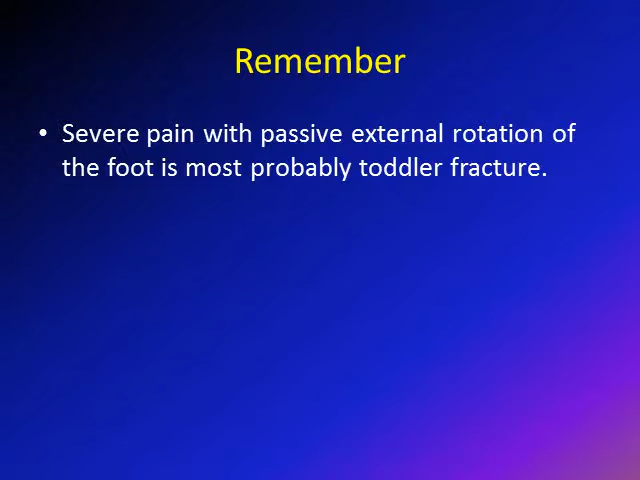 Remember
• Severe pain with passive external rotation of
the foot is most probably toddler fracture.